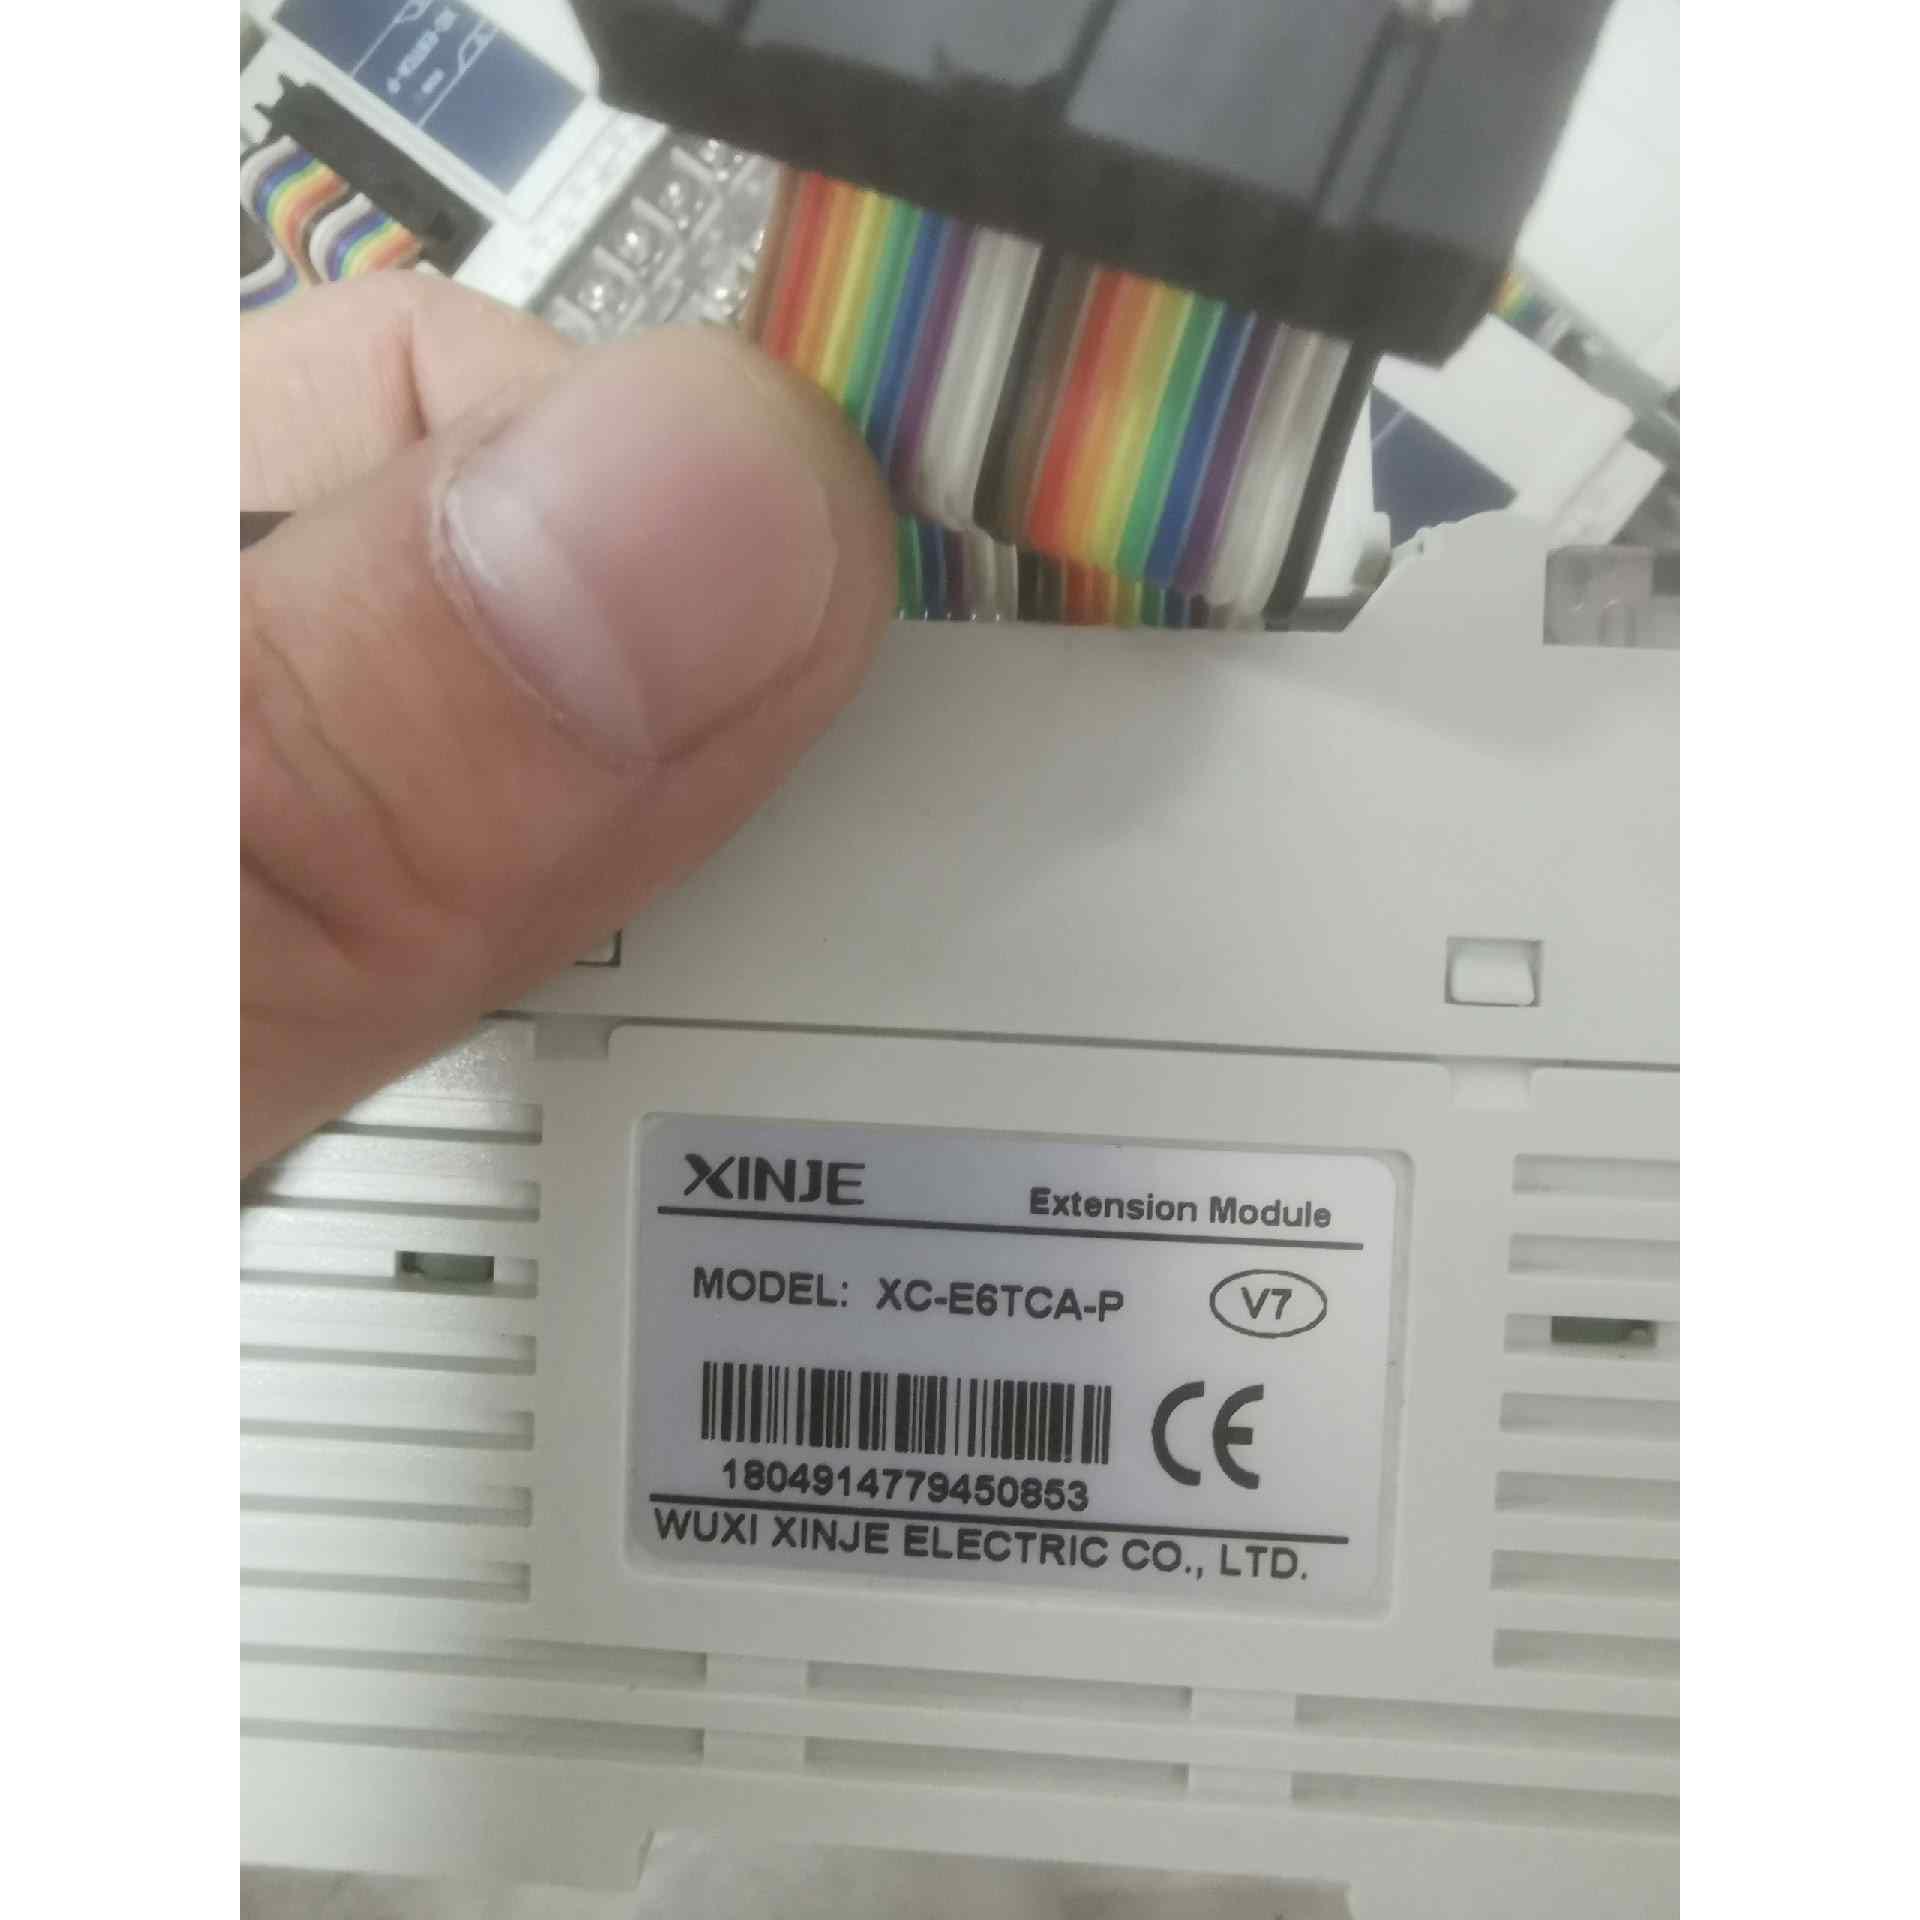 XINJE
Extension Module
MODEL: XC-E6TCA-P
V7
CE
1804914779450853
WUXI XINJE ELECTRIC CO., LTD.